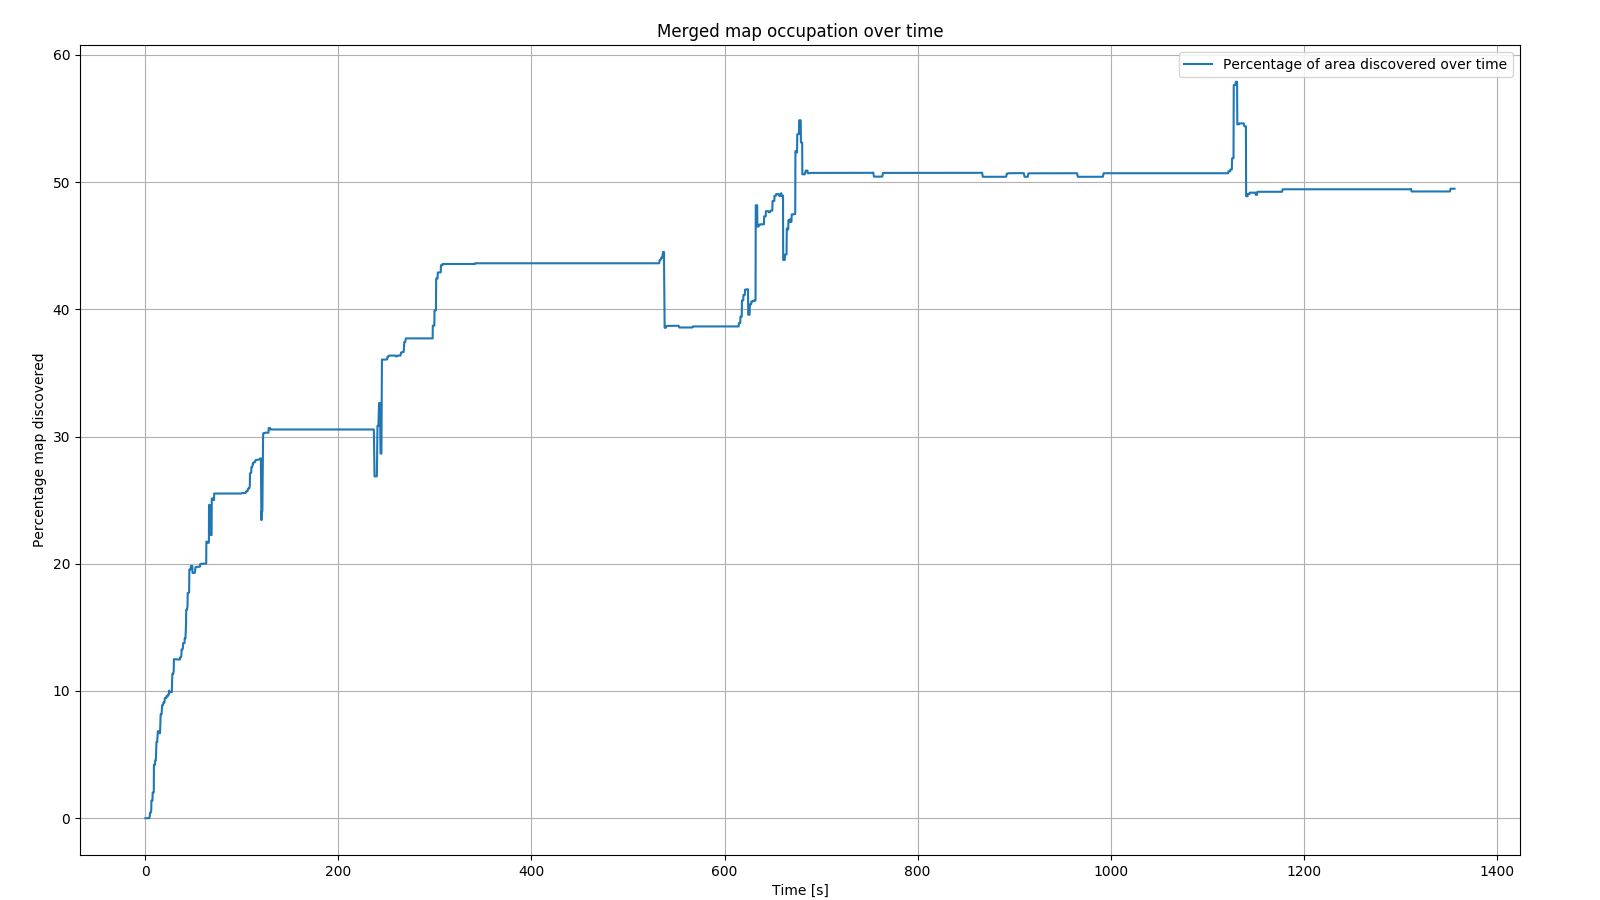 Merged map occupation over time
Percentage of area discovered over time
Percentage map discovered
60
50
40
30
20
10
0
0 200 400 600 800 1000 1200 1400
Time [s]